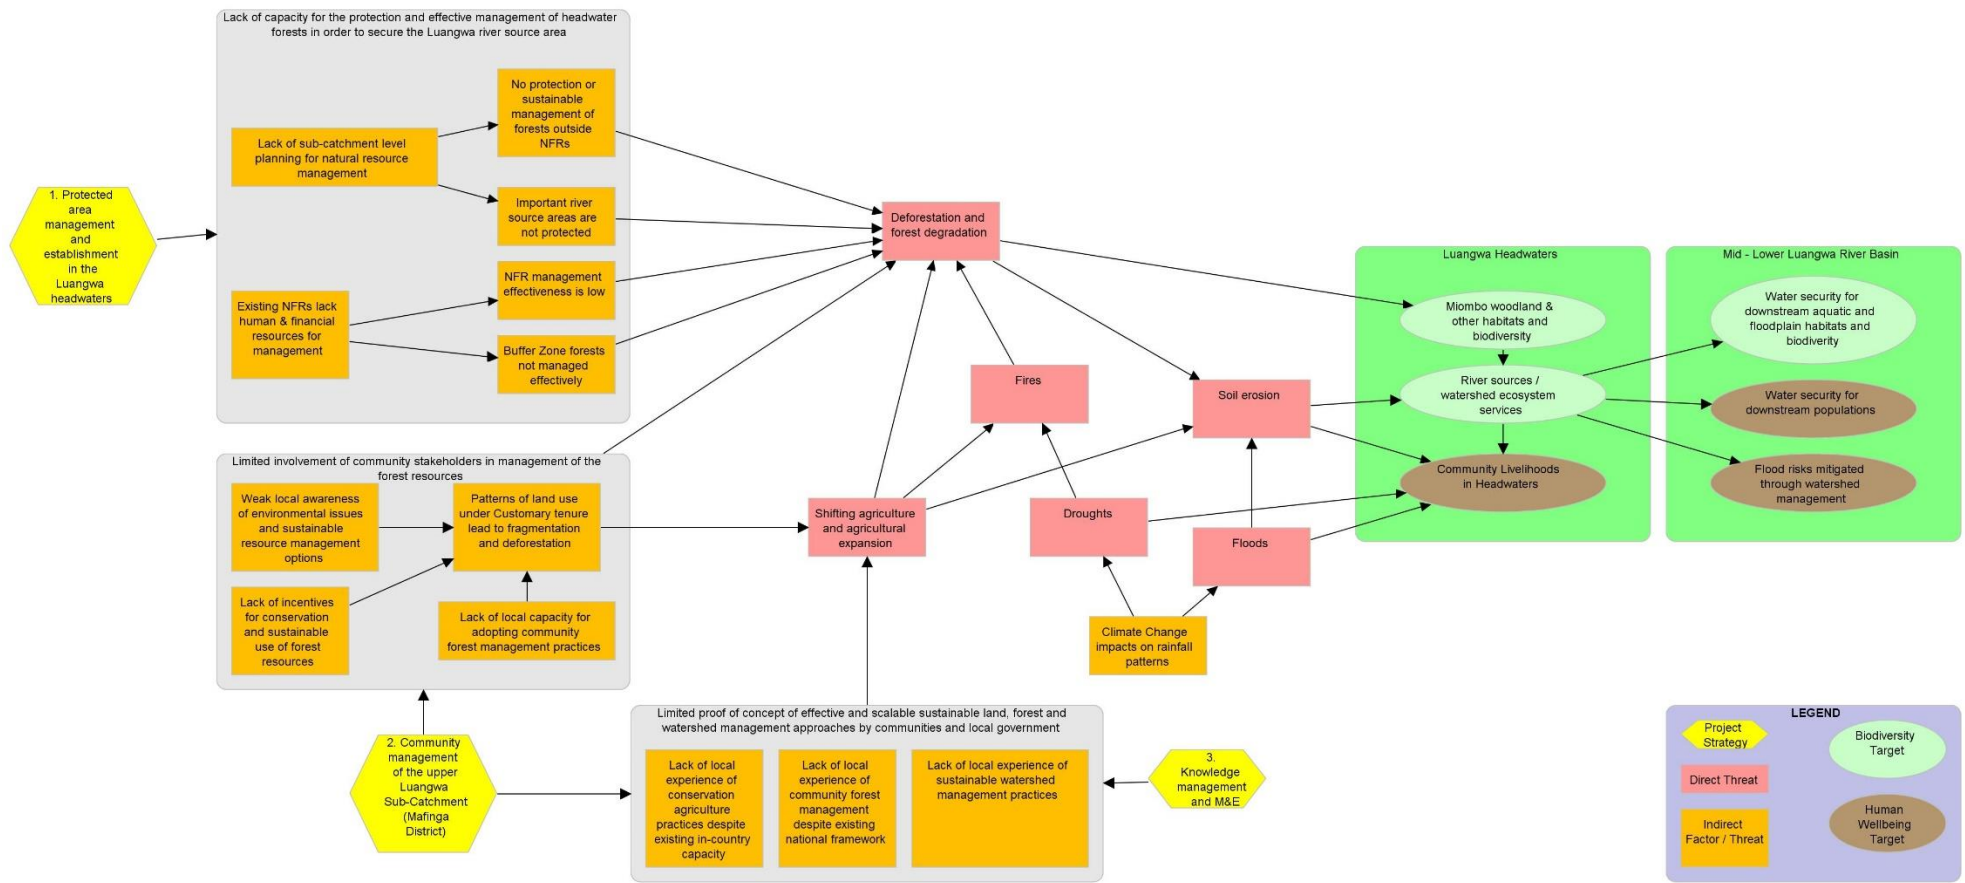 Lack of capacity for the protection and effective management of headwater
forests in order to secure the Luangwa river source area
No protection or
sustainable
management of
forests outside
NFRs
Lack of sub-catchment level
planning for natural resource
management
Important river
source areas are
not protected
NFR management
effectiveness is low
Existing NFRs lack
human & financial
resources for
management
Buffer Zone forests
not managed
effectively
1. Protected
area
management
and
establishment
in the
Luangwa
headwaters
Deforestation and
forest degradation
Fires
Soil erosion
Shifting agriculture
and agricultural
expansion
Droughts
Floods
Climate Change
impacts on rainfall
patterns
Luangwa Headwaters
Miombo woodland &
other habitats and
biodiversity
River sources /
watershed ecosystem
services
Community Livelihoods
in Headwaters
Mid - Lower Luangwa River Basin
Water security for
downstream aquatic and
floodplain habitats and
biodiverity
Water security for
downstream populations
Flood risks mitigated
through watershed
management
Limited involvement of community stakeholders in management of the
forest resources
Weak local awareness
of environmental issues
and sustainable
resource management
options
Patterns of land use
under Customary tenure
lead to fragmentation
and deforestation
Lack of incentives
for conservation
and sustainable
use of forest
resources
Lack of local capacity for
adopting community
forest management practices
2. Community
management
of the upper
Luangwa
Sub-Catchment
(Mafinga
District)
Limited proof of concept of effective and scalable sustainable land, forest and
watershed management approaches by communities and local government
Lack of local
experience of
conservation
agriculture
practices despite
existing in-country
capacity
Lack of local
experience of
community forest
management
despite existing
national framework
Lack of local experience of
sustainable watershed
management practices
3.
Knowledge
management
and M&E
LEGEND
Project
Strategy
Biodiversity
Target
Direct Threat
Indirect
Factor / Threat
Human
Wellbeing
Target